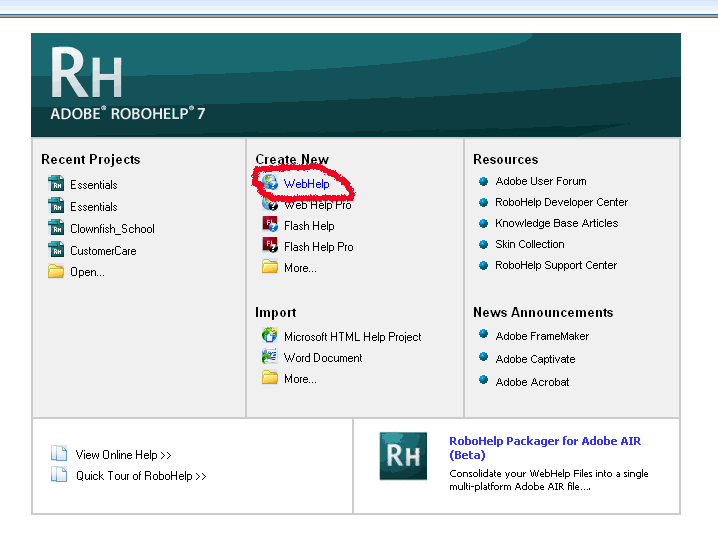 RH
ADOBE® ROBOHELP® 7
Recent Projects
Essentials
Essentials
Clownfish_School
CustomerCare
Open...
Create New
WebHelp
Web Help Pro
Flash Help
Flash Help Pro
More...
Import
Microsoft HTML Help Project
Word Document
More...
Resources
Adobe User Forum
RoboHelp Developer Center
Knowledge Base Articles
Skin Collection
RoboHelp Support Center
News Announcements
Adobe FrameMaker
Adobe Captivate
Adobe Acrobat
View Online Help >>
Quick Tour of RoboHelp >>
RH
RoboHelp Packager for Adobe AIR
(Beta)
Consolidate your WebHelp Files into a single
multi-platform Adobe AIR file....